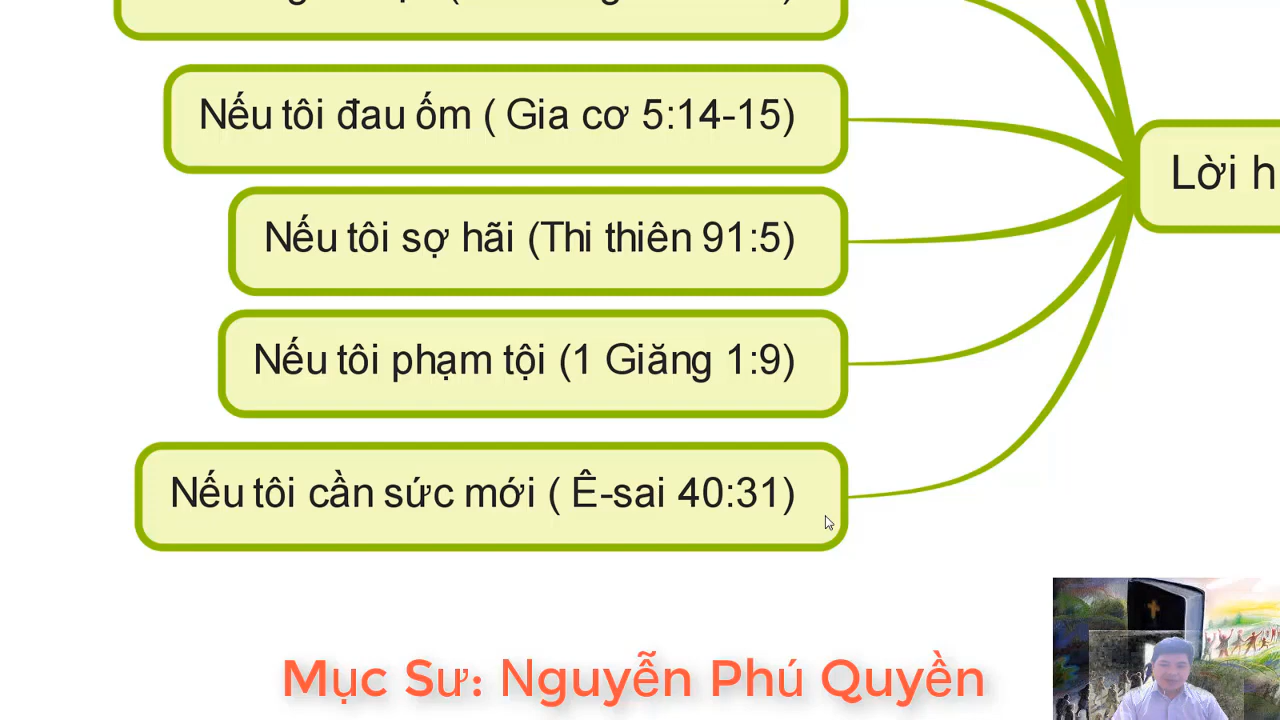 Nếu tôi đau ốm ( Gia cơ 5:14-15)
Lời h
Nếu tôi sợ hãi (Thi thiên 91:5)
Nếu tôi phạm tội (1 Giăng 1:9)
Nếu tôi cần sức mới ( Ê-sai 40:31)
Mục Sư: Nguyễn Phú Quyền